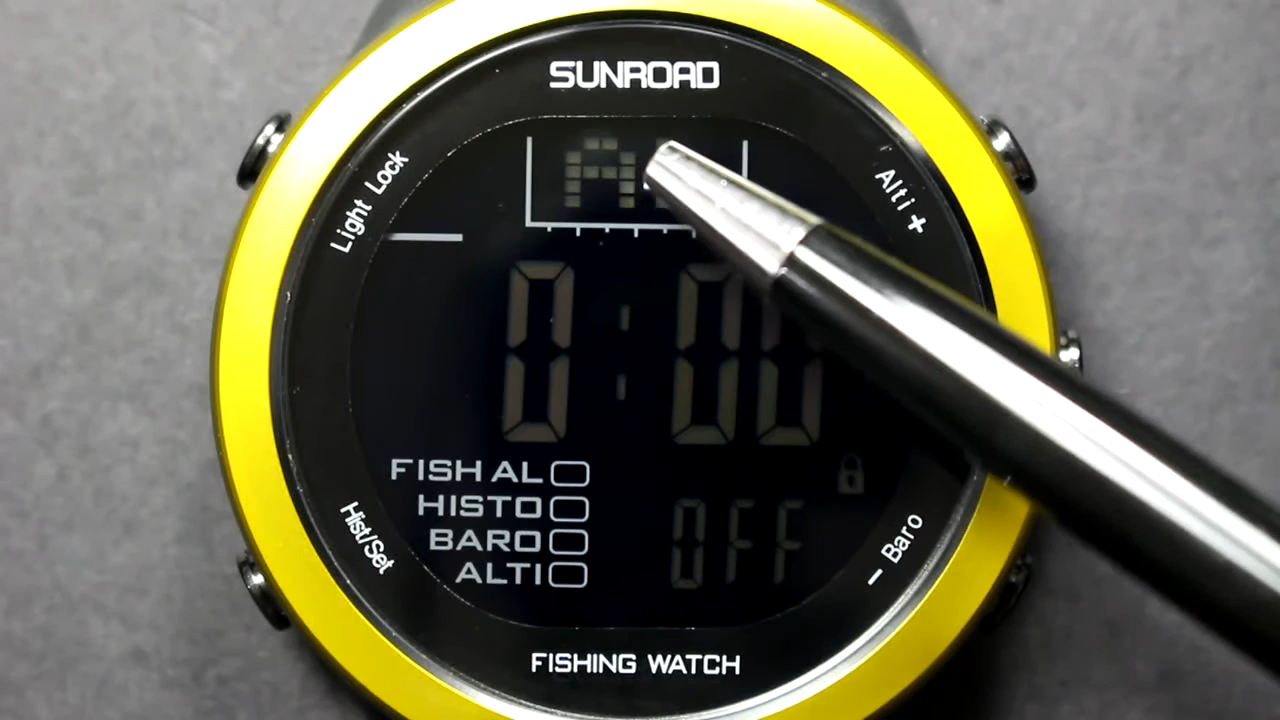 SUNROAD
Light Lock
Alti +
0:00
FISH AL
HISTO
BARO
ALTI
OFF
Hist/Set
- Baro
FISHING WATCH